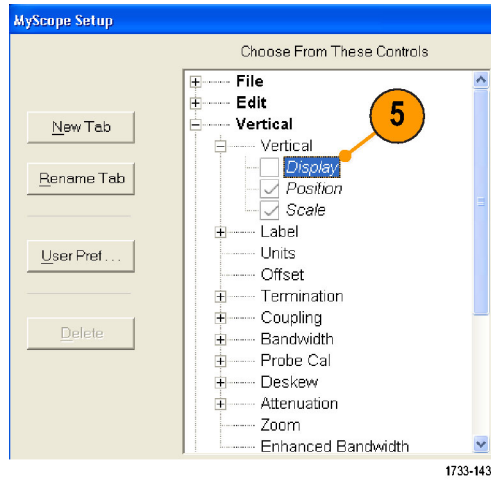 MyScope Setup
Choose From These Controls
File
Edit
Vertical
5
New Tab
Vertical
Display
Rename Tab
Position
Scale
Label
User Pref . . .
Units
Offset
Termination
Delete
Coupling
Bandwidth
Probe Cal
Deskew
Attenuation
Zoom
Enhanced Bandwidth
1733-143